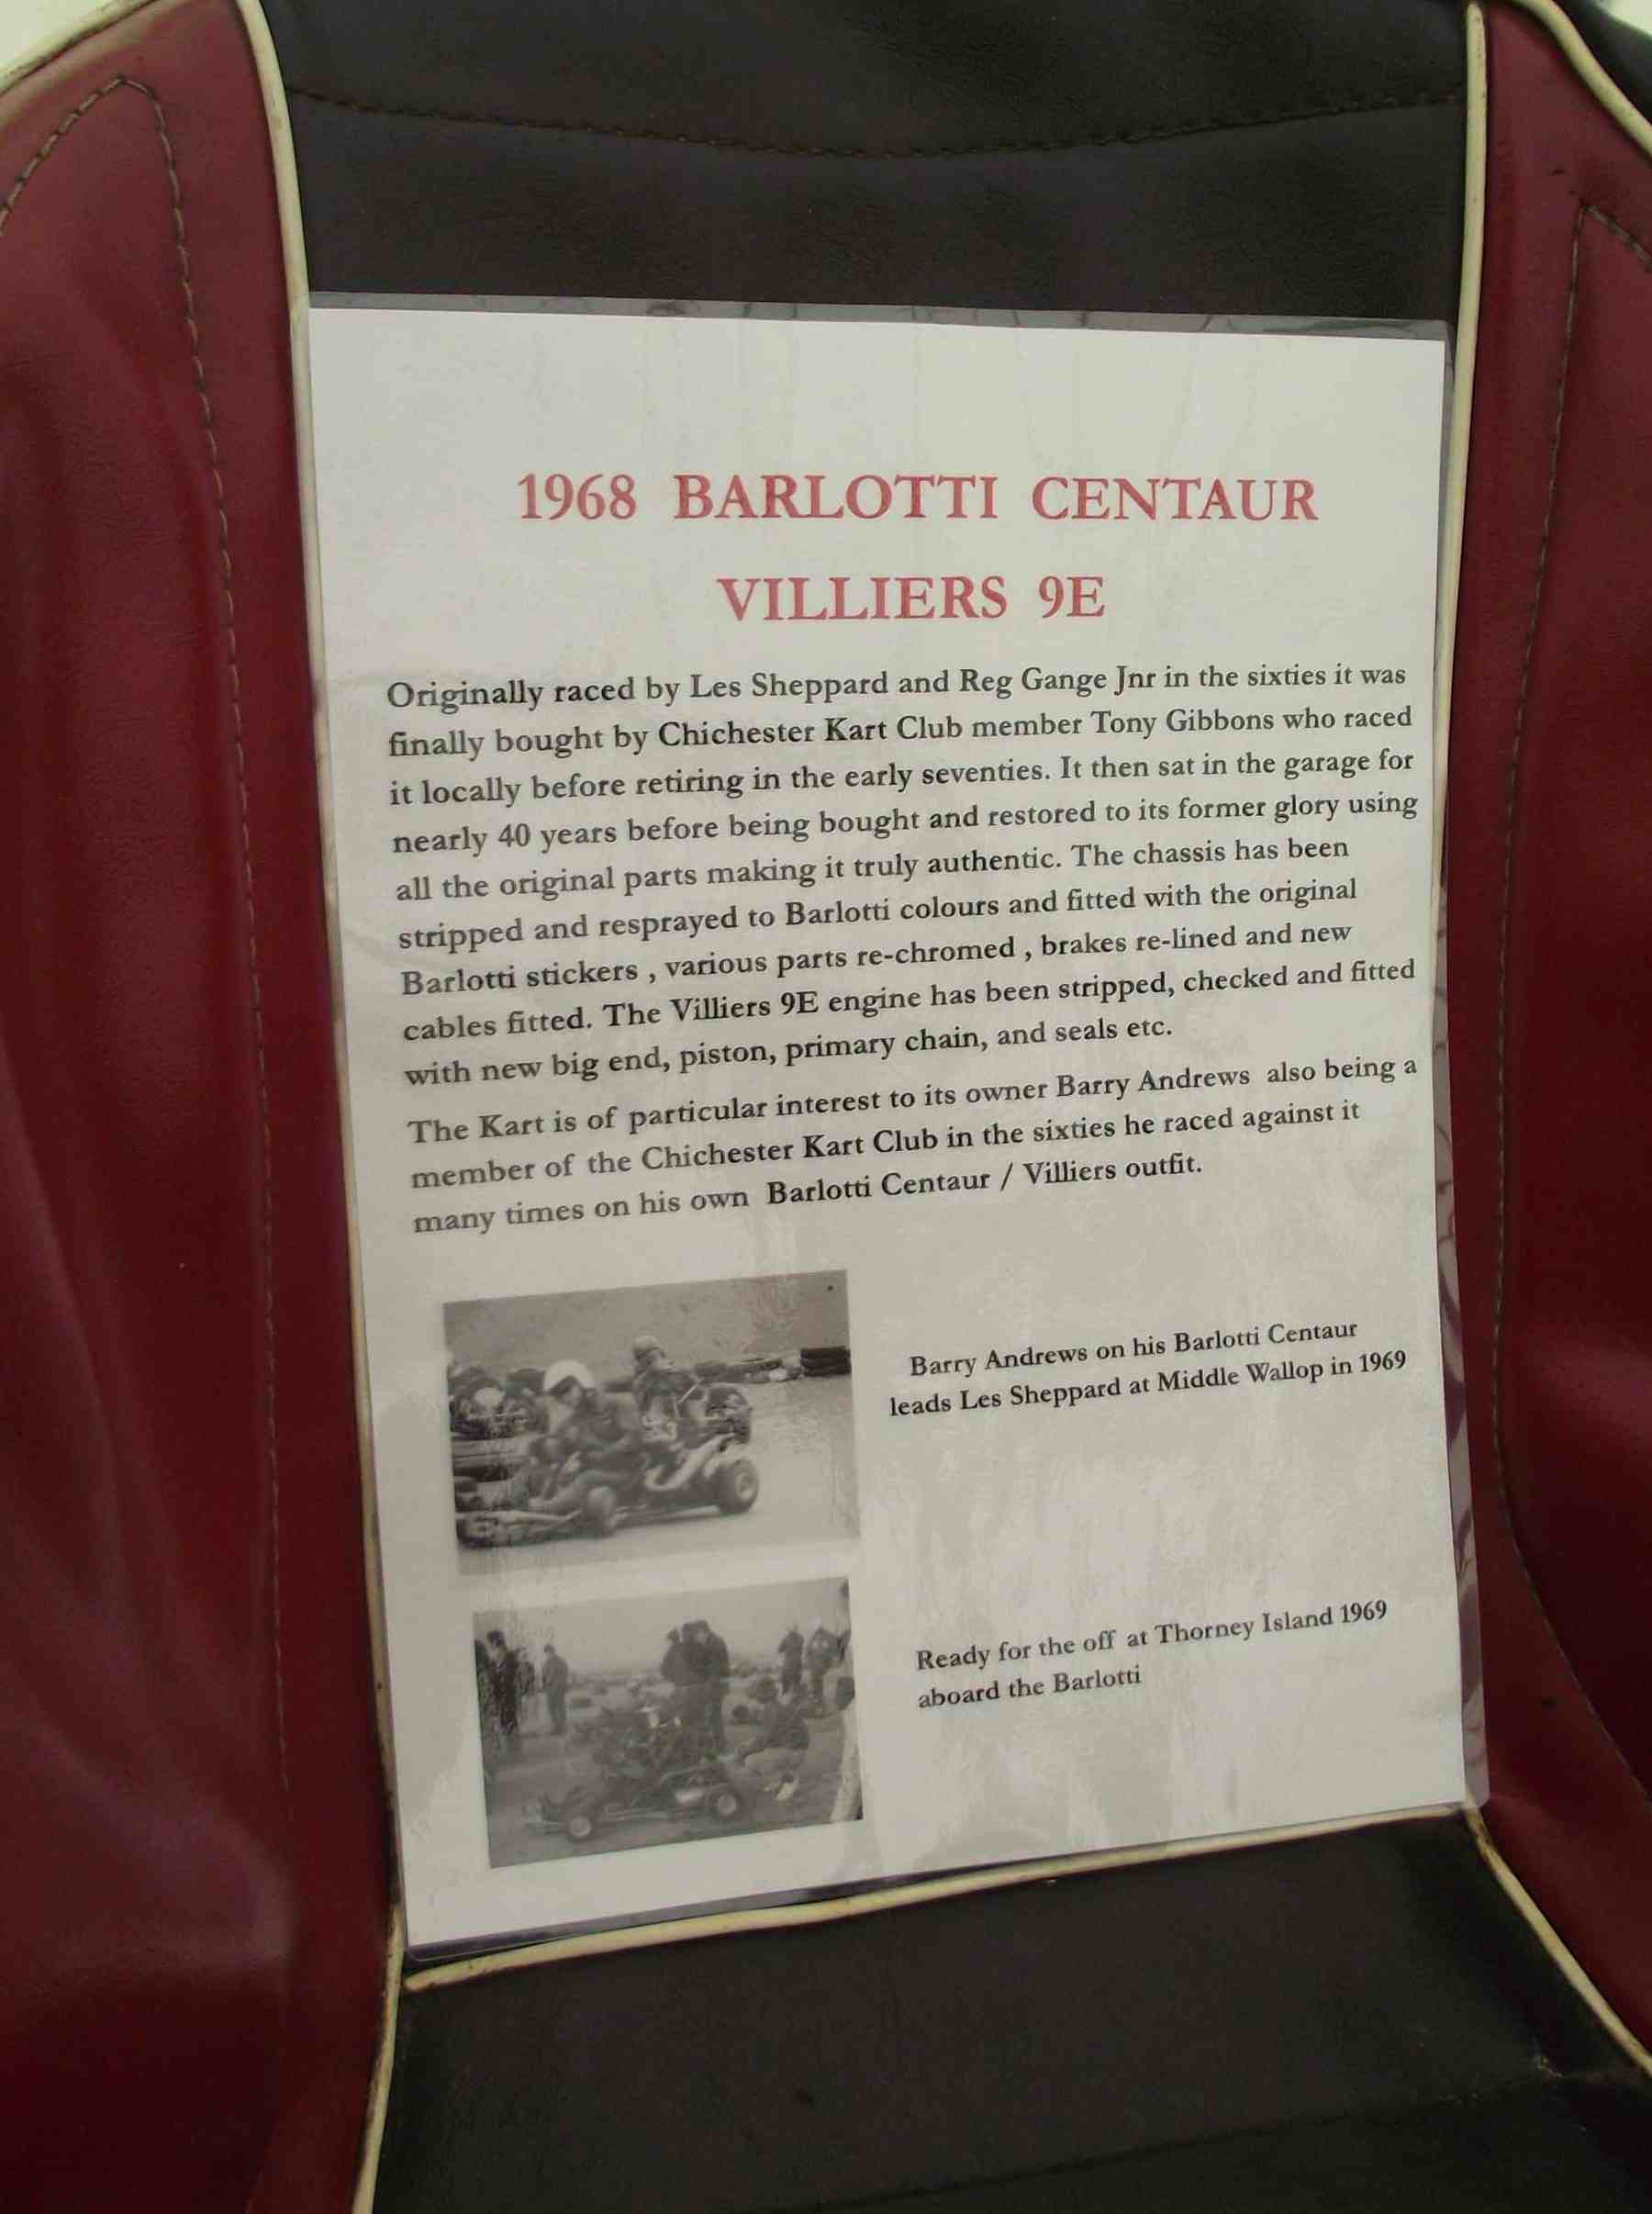 1968 BARLOTTI CENTAUR
VILLIERS 9E
Originally raced by Les Sheppard and Reg Gange Jnr in the sixties it was
finally bought by Chichester Kart Club member Tony Gibbons who raced
it locally before retiring in the early seventies. It then sat in the garage for
nearly 40 years before being bought and restored to its former glory using
all the original parts making it truly authentic. The chassis has been
stripped and resprayed to Barlotti colours and fitted with the original
Barlotti stickers , various parts re-chromed , brakes re-lined and new
cables fitted. The Villiers 9E engine has been stripped, checked and fitted
with new big end, piston, primary chain, and seals etc.
The Kart is of particular interest to its owner Barry Andrews also being a
member of the Chichester Kart Club in the sixties he raced against it
many times on his own Barlotti Centaur / Villiers outfit.
Barry Andrews on his Barlotti Centaur
leads Les Sheppard at Middle Wallop in 1969
Ready for the off at Thorney Island 1969
aboard the Barlotti